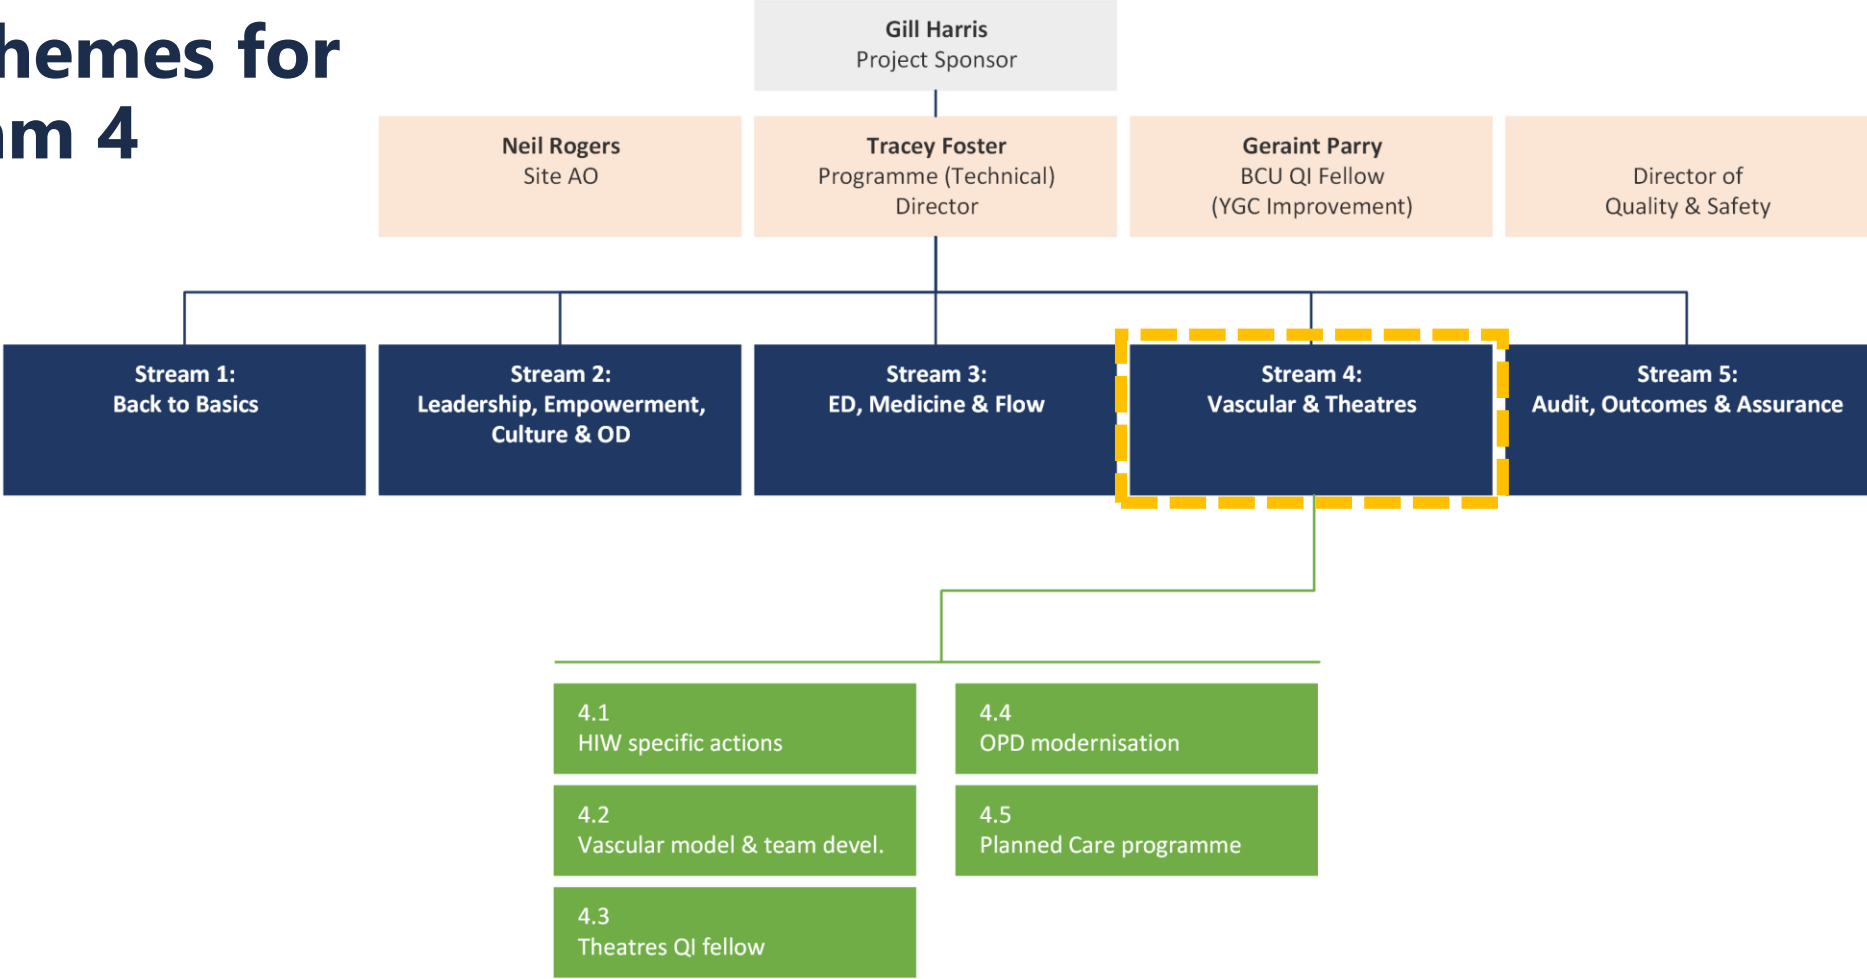 hemes for
am 4
Gill Harris
Project Sponsor
Neil Rogers
Site AO
Tracey Foster
Programme (Technical)
Director
Geraint Parry
BCU QI Fellow
(YGC Improvement)
Director of
Quality & Safety
Stream 1:
Back to Basics
Stream 2:
Leadership, Empowerment,
Culture & OD
Stream 3:
ED, Medicine & Flow
Stream 4:
Vascular & Theatres
Stream 5:
Audit, Outcomes & Assurance
4.1
HIW specific actions
4.2
Vascular model & team devel.
4.3
Theatres QI fellow
4.4
OPD modernisation
4.5
Planned Care programme